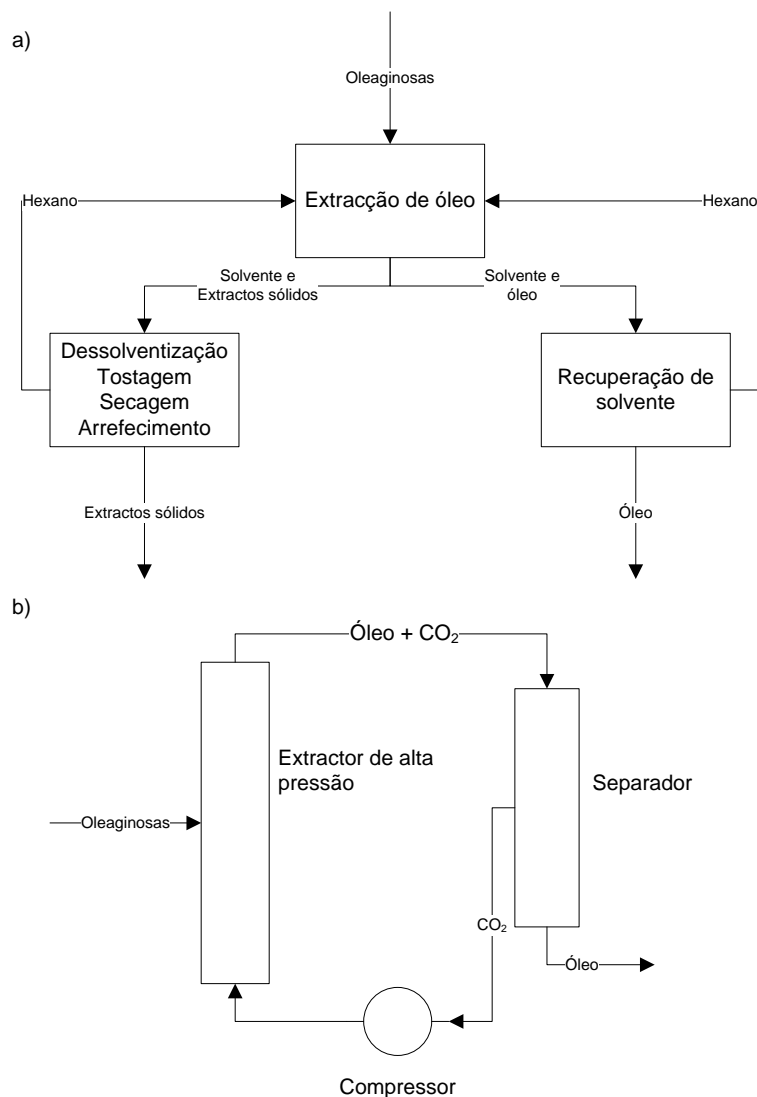 a)
Oleaginosas
Hexano
Extracção de óleo
Hexano
Solvente e
Extractos sólidos
Solvente e
óleo
Dessolventização
Tostagem
Secagem
Arrefecimento
Recuperação de
solvente
Extractos sólidos
Óleo
b)
Óleo + CO₂
Extractor de alta
pressão
Separador
Oleaginosas
CO₂
Óleo
Compressor